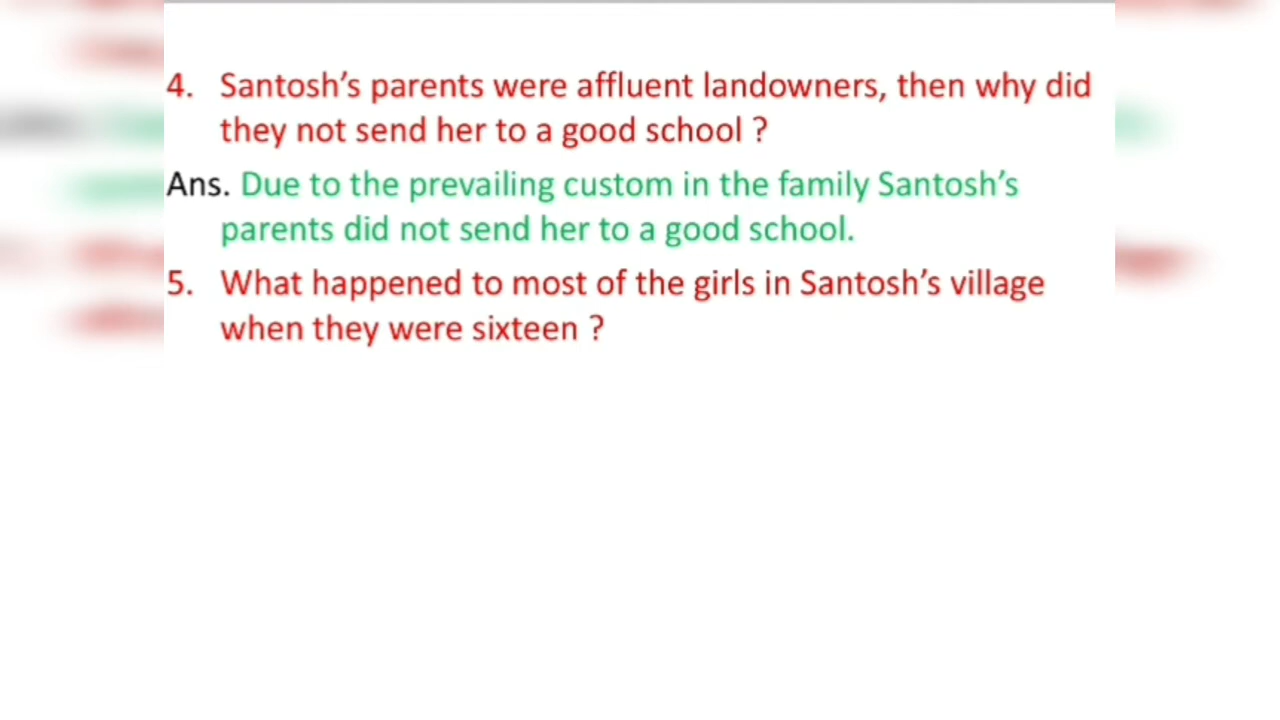 4. Santosh's parents were affluent landowners, then why did
they not send her to a good school ?
Ans. Due to the prevailing custom in the family Santosh's
parents did not send her to a good school.
5. What happened to most of the girls in Santosh's village
when they were sixteen ?